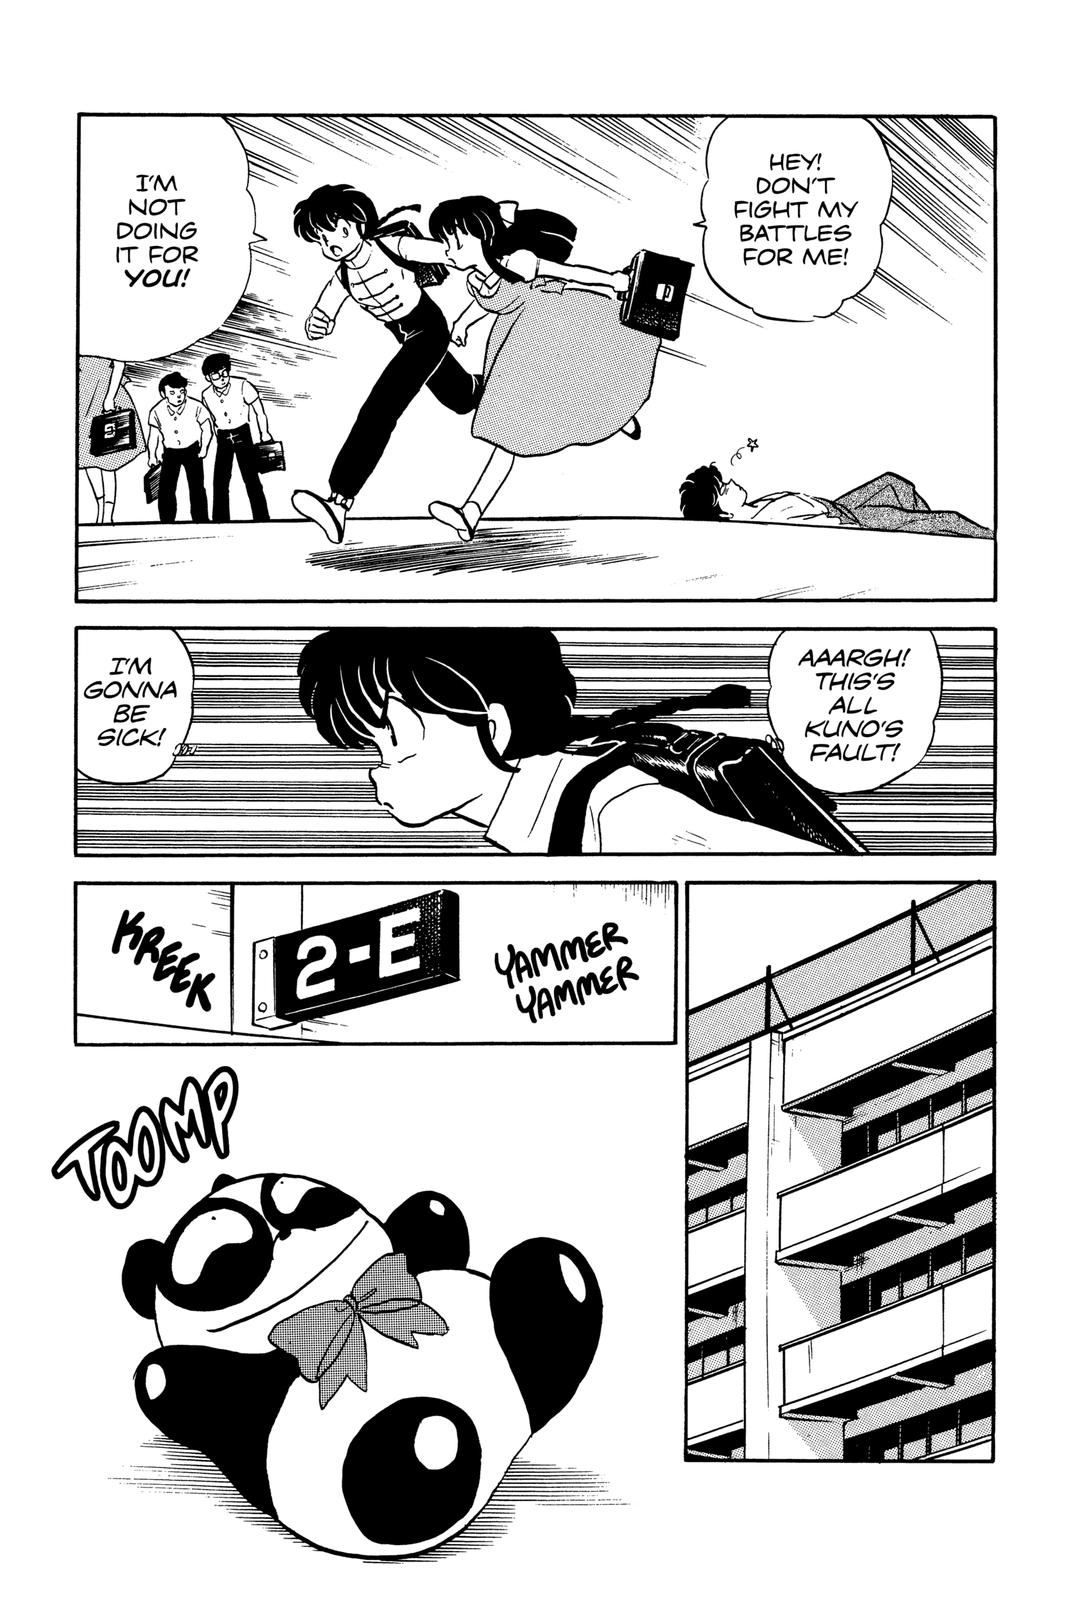 HEY!
DON'T
FIGHT MY
BATTLES
FOR ME!
I'M
NOT
DOING
IT FOR
YOU!
AAARGH!
THIS'S
ALL
KUNO'S
FAULT!
I'M
GONNA
BE
SICK!
KREEK
2-E
YAMMER
YAMMER
TOOMP